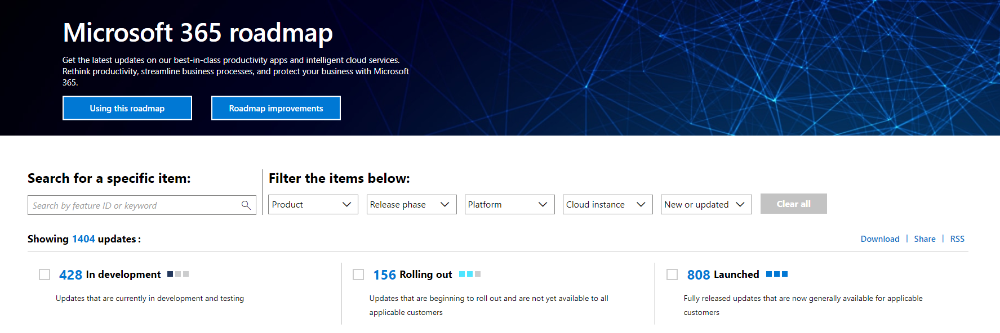 Microsoft 365 roadmap
Get the latest updates on our best-in-class productivity apps and intelligent cloud services.
Rethink productivity, streamline business processes, and protect your business with Microsoft
365.
Using this roadmap
Roadmap improvements
Search for a specific item:
Search by feature ID or keyword
Filter the items below:
Product
Release phase
Platform
Cloud instance
New or updated
Clear all
Showing 1404 updates :
Download | Share | RSS
428 In development
Updates that are currently in development and testing
156 Rolling out
Updates that are beginning to roll out and are not yet available to all
applicable customers
808 Launched
Fully released updates that are now generally available for applicable
customers